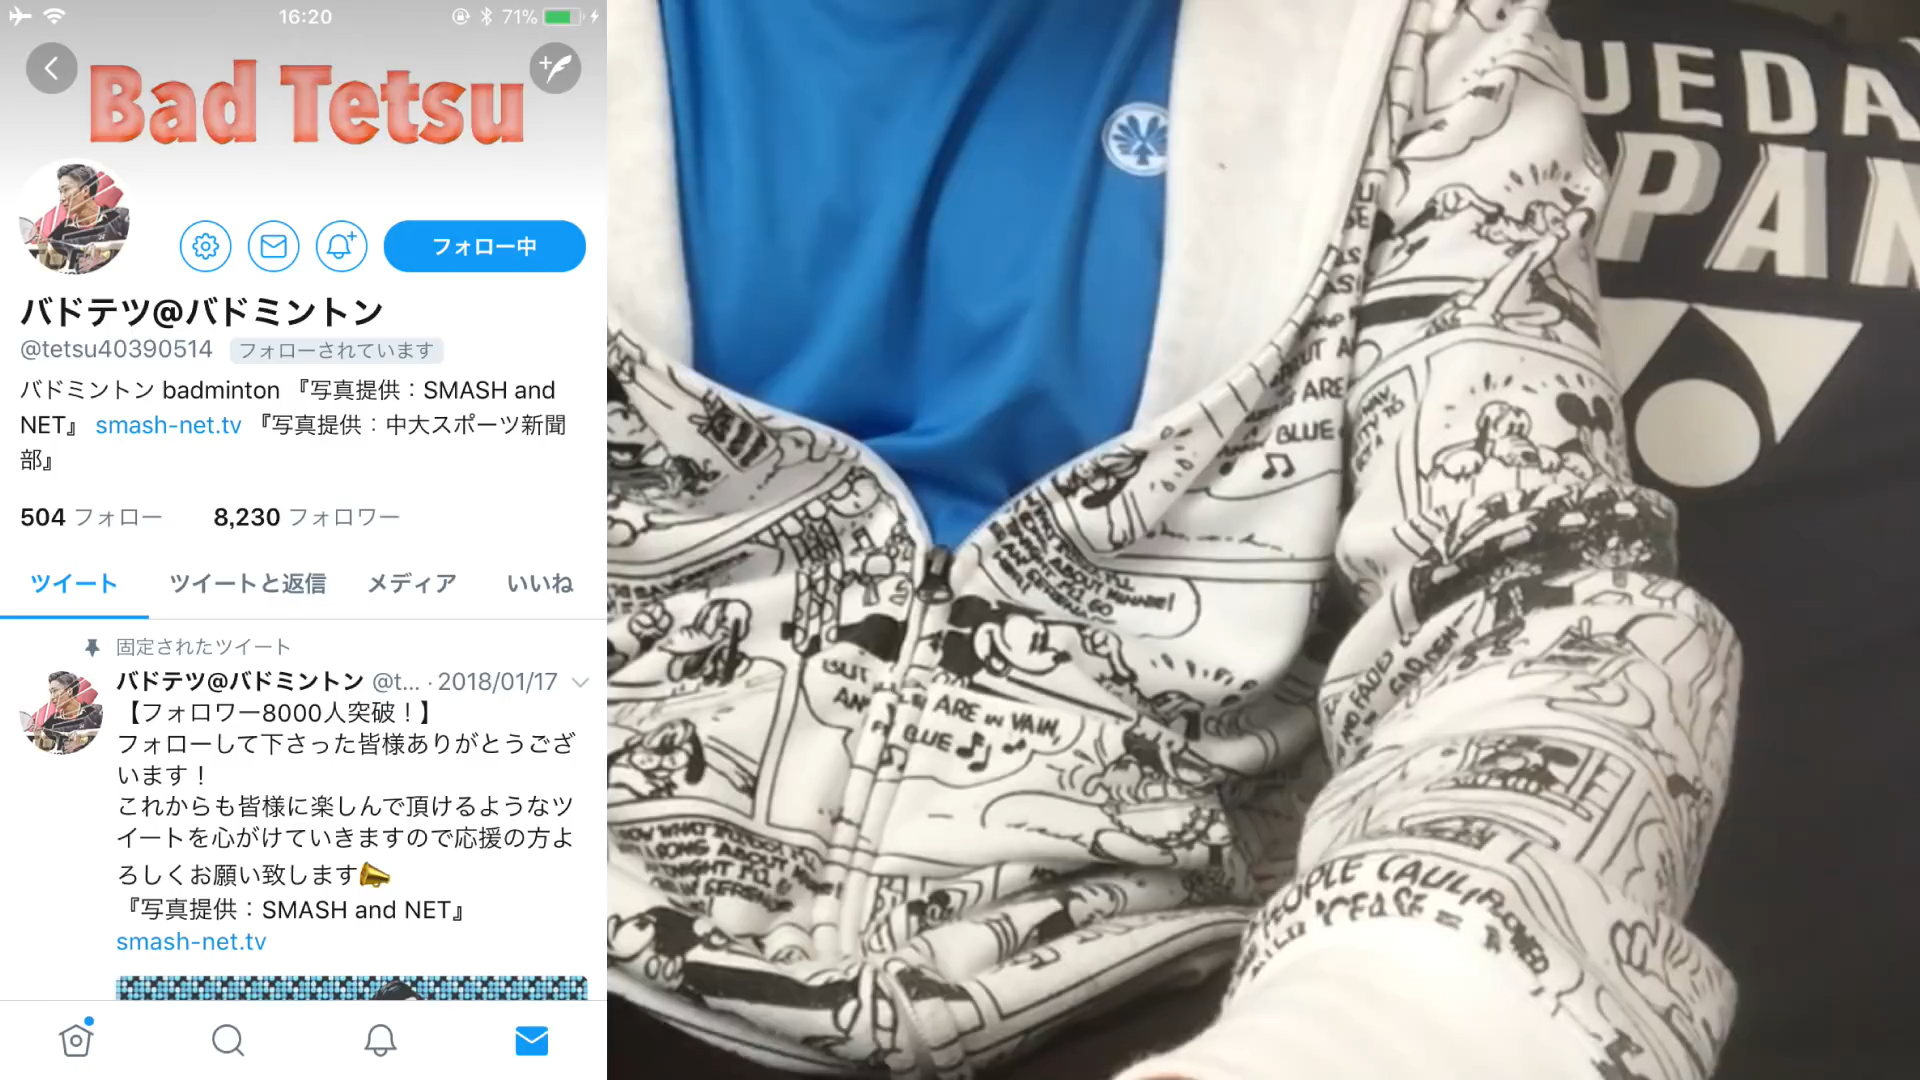 16:20
71%
Bad Tetsu
フォロー中
バドテツ@バドミントン
@tetsu40390514 フォローされています
バドミントン badminton 『写真提供：SMASH and
NET』 smash-net.tv 『写真提供：中大スポーツ新聞
部』
504 フォロー 8,230 フォロワー
ツイート ツイートと返信 メディア いいね
固定されたツイート
バドテツ@バドミントン @t... · 2018/01/17
【フォロワー8000人突破！】
フォローして下さった皆様ありがとうござ
います！
これからも皆様に楽しんで頂けるようなツ
イートを心がけていきますので応援の方よ
ろしくお願い致します
『写真提供：SMASH and NET』
smash-net.tv
UEDA
PAN
ARE
BLUE
BUT
ARE IN VAIN,
BLUE
PEOPLE